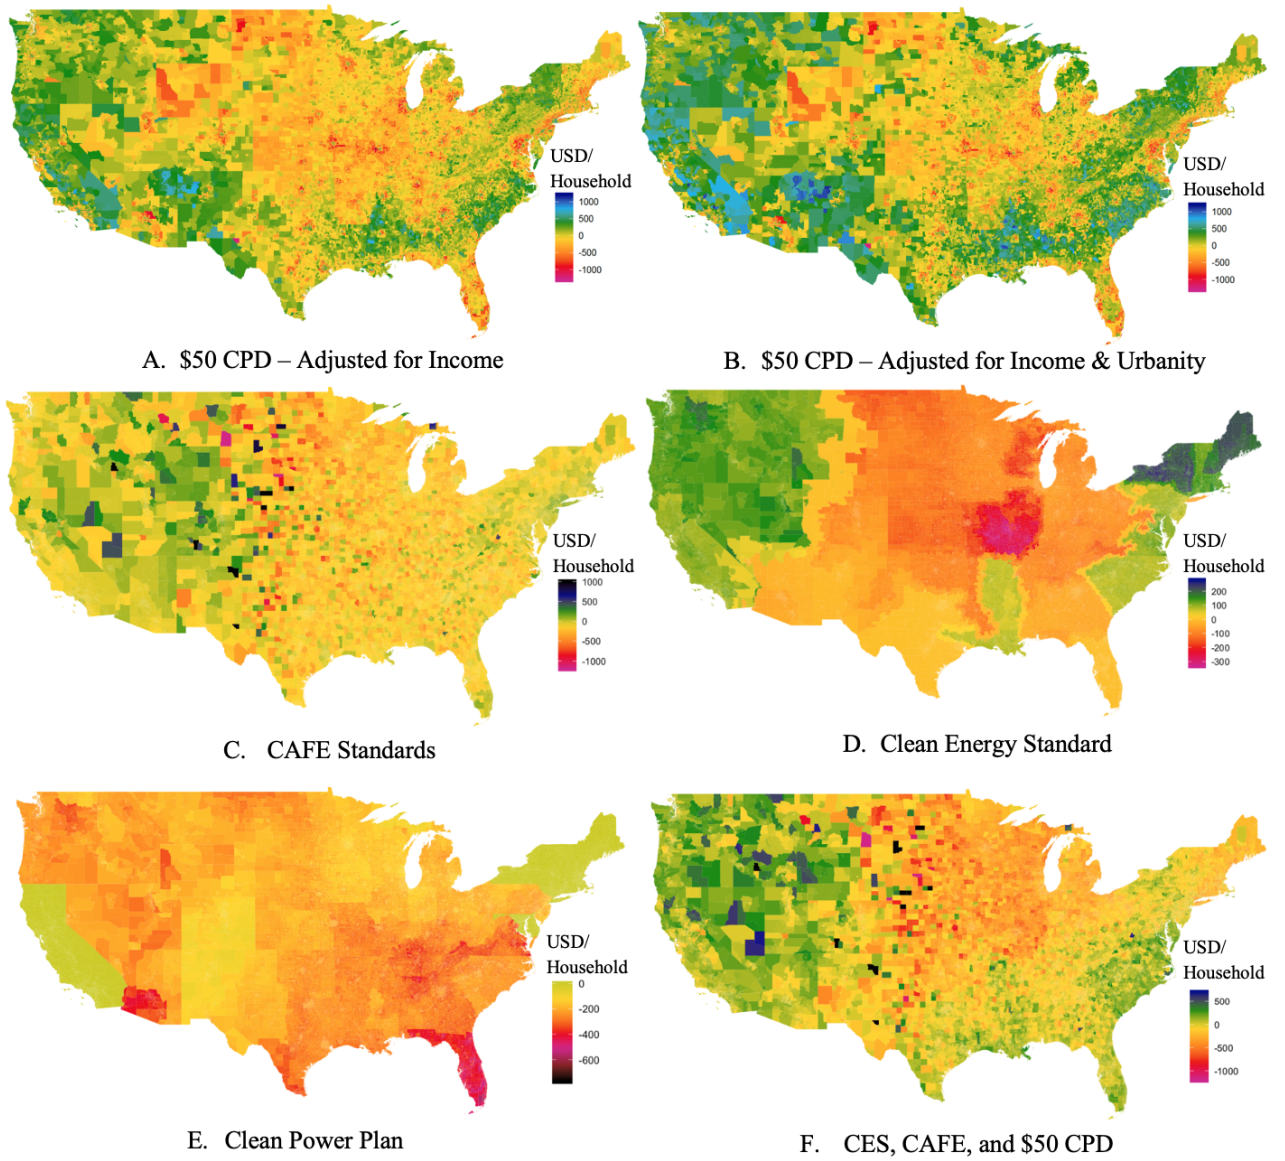 USD/
Household
1000
500
0
-500
-1000
USD/
Household
1000
500
0
-500
-1000
A. $50 CPD – Adjusted for Income
B. $50 CPD – Adjusted for Income & Urbanity
USD/
Household
1000
500
0
-500
-1000
USD/
Household
200
100
0
-100
-200
-300
C. CAFE Standards
D. Clean Energy Standard
USD/
Household
0
-200
-400
-600
USD/
Household
500
0
-500
-1000
E. Clean Power Plan
F. CES, CAFE, and $50 CPD